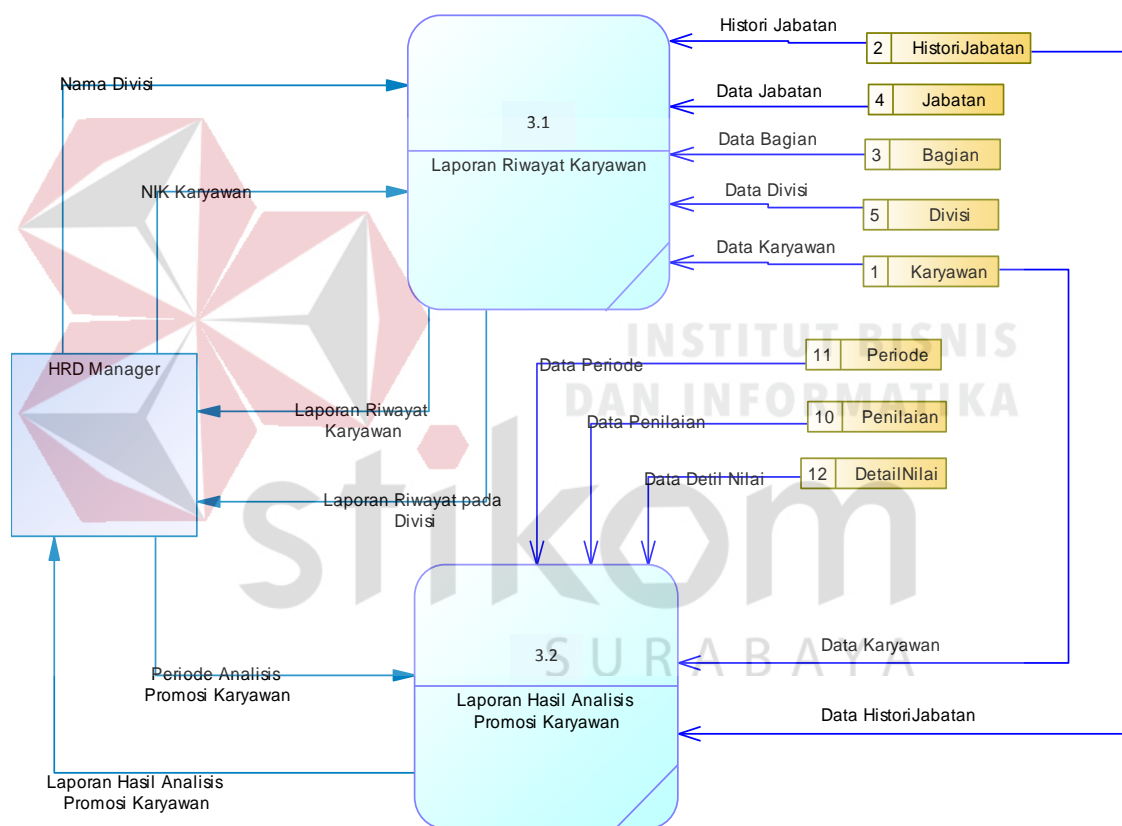 Histori Jabatan
2 HistoriJabatan
Nama Divisi
Data Jabatan
4 Jabatan
3.1
Data Bagian
3 Bagian
Laporan Riwayat Karyawan
NIK Karyawan
Data Divisi
5 Divisi
Data Karyawan
1 Karyawan
INSTITUT BISNIS
DAN INFORMATIKA
HRD Manager
Data Periode
11 Periode
Laporan Riwayat
Karyawan
Data Penilaian
10 Penilaian
Data Detil Nilai
12 DetailNilai
Laporan Riwayat pada
Divisi
stikom
SURABAYA
3.2
Data Karyawan
Periode Analisis
Promosi Karyawan
Laporan Hasil Analisis
Promosi Karyawan
Data HistoriJabatan
Laporan Hasil Analisis
Promosi Karyawan